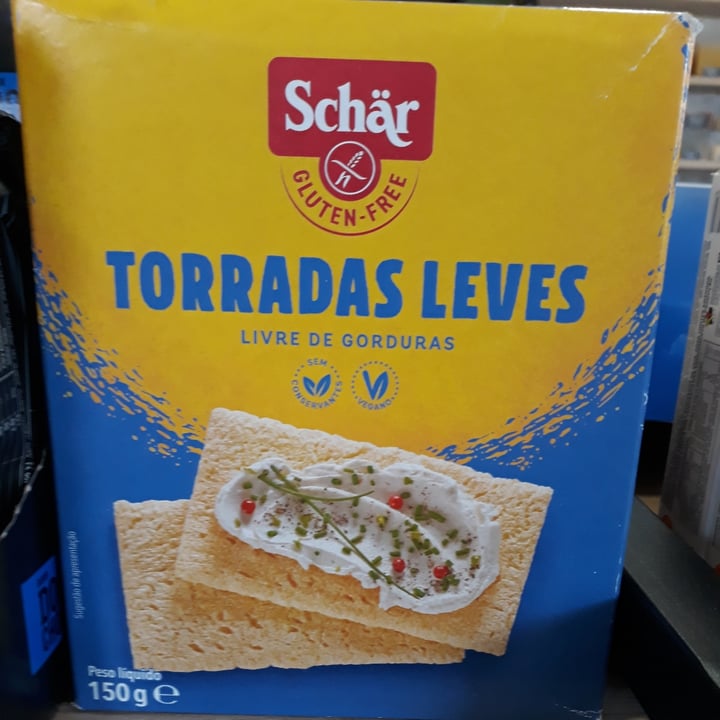 Schär
GLUTEN-FREE
TORRADAS LEVES
LIVRE DE GORDURAS
SEM CONSERVANTES
VEGANO
Sugestão de apresentação
Peso líquido
150g e